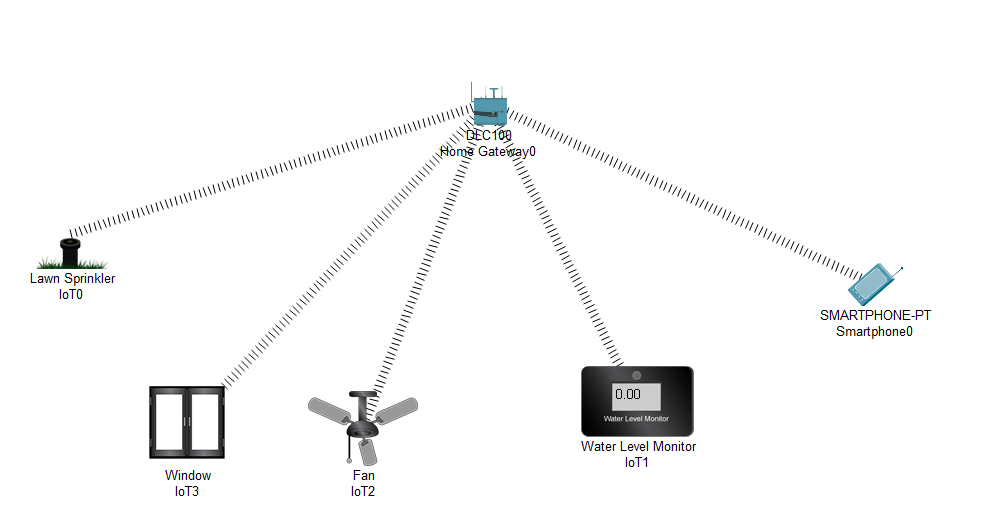 DLC100
Home Gateway0
Lawn Sprinkler
IoT0
SMARTPHONE-PT
Smartphone0
0.00
Water Level Monitor
Water Level Monitor
IoT1
Window
IoT3
Fan
IoT2